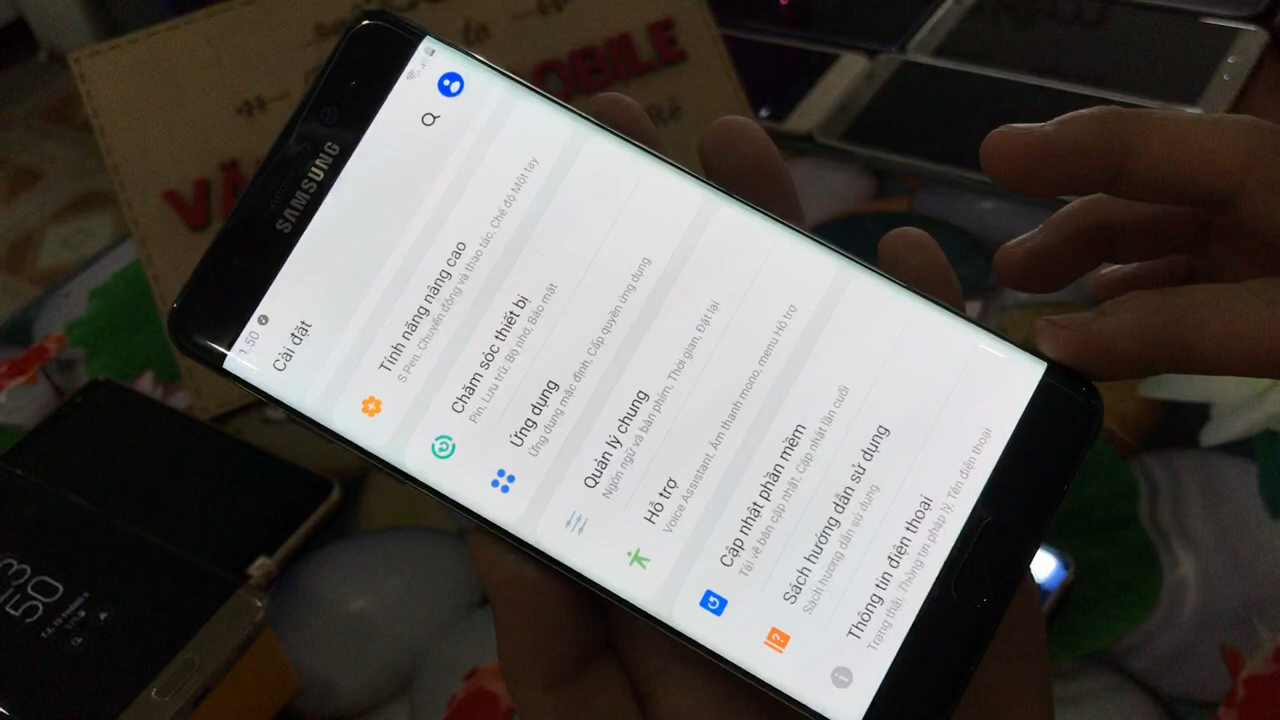 SAMSUNG
Cài đặt
Tính năng nâng cao
S Pen, Chuyển động và thao tác, Chế độ Một tay
Chăm sóc thiết bị
Pin, Lưu trữ, Bộ nhớ, Bảo mật
Ứng dụng
Ứng dụng mặc định, Cấp quyền ứng dụng
Quản lý chung
Ngôn ngữ và bàn phím, Thời gian, Đặt lại
Hỗ trợ
Voice Assistant, Âm thanh mono, menu Hỗ trợ
Cập nhật phần mềm
Tải về bản cập nhật, Cập nhật lần cuối
Sách hướng dẫn sử dụng
Sách hướng dẫn sử dụng
Thông tin điện thoại
Trạng thái, Thông tin pháp lý, Tên điện thoại
50